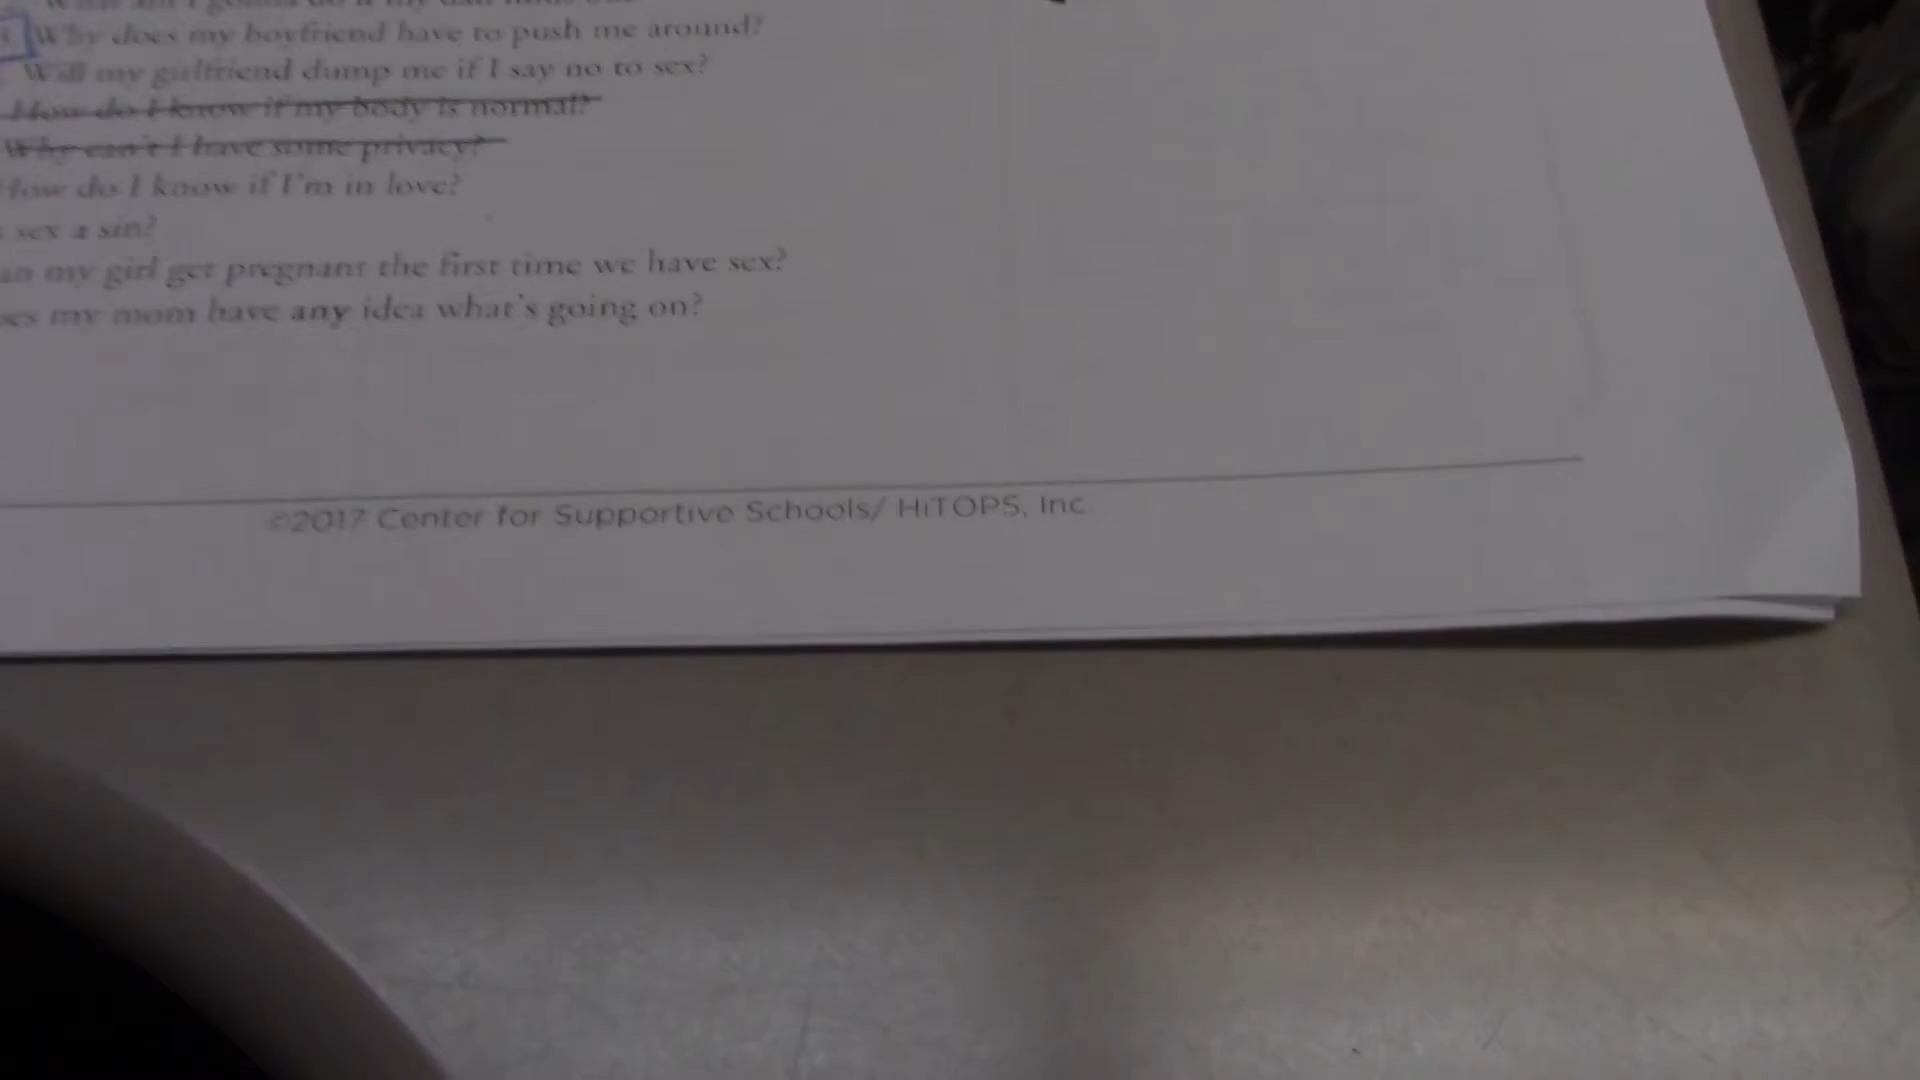 Why does my boyfriend have to push me around?
Will my girlfriend dump me if I say no to sex?
How do I know if my body is normal?
Why can't I have some privacy?
How do I know if I'm in love?
sex a sin?
an my girl get pregnant the first time we have sex?
oes my mom have any idea what's going on?
©2017 Center for Supportive Schools/ HiTOPS, Inc.